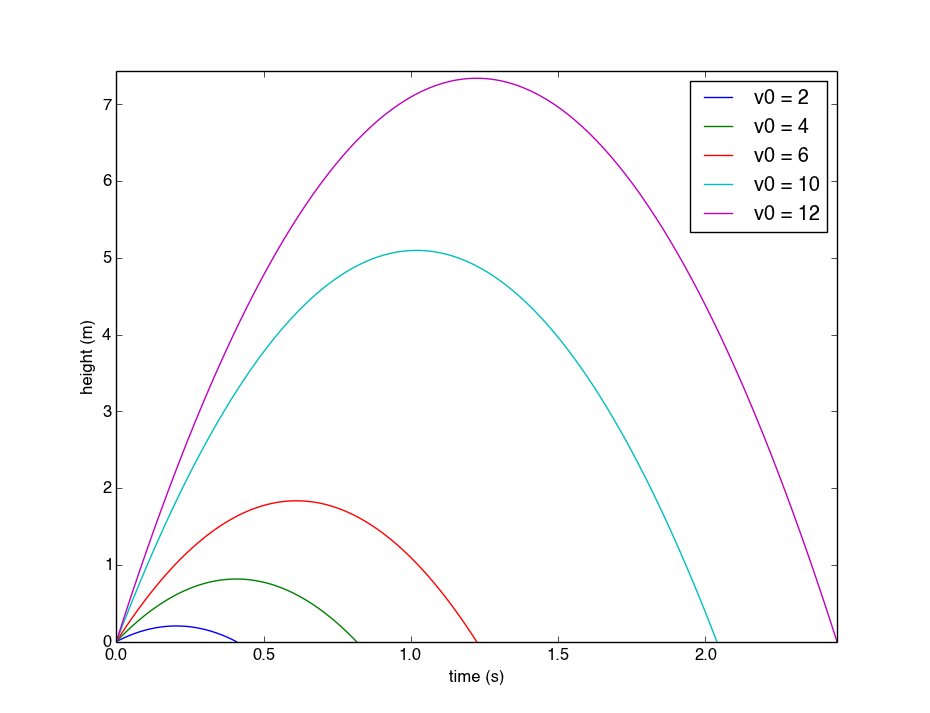 7
6
5
4
3
2
1
0
height (m)
v0 = 2
v0 = 4
v0 = 6
v0 = 10
v0 = 12
0.0 0.5 1.0 1.5 2.0
time (s)